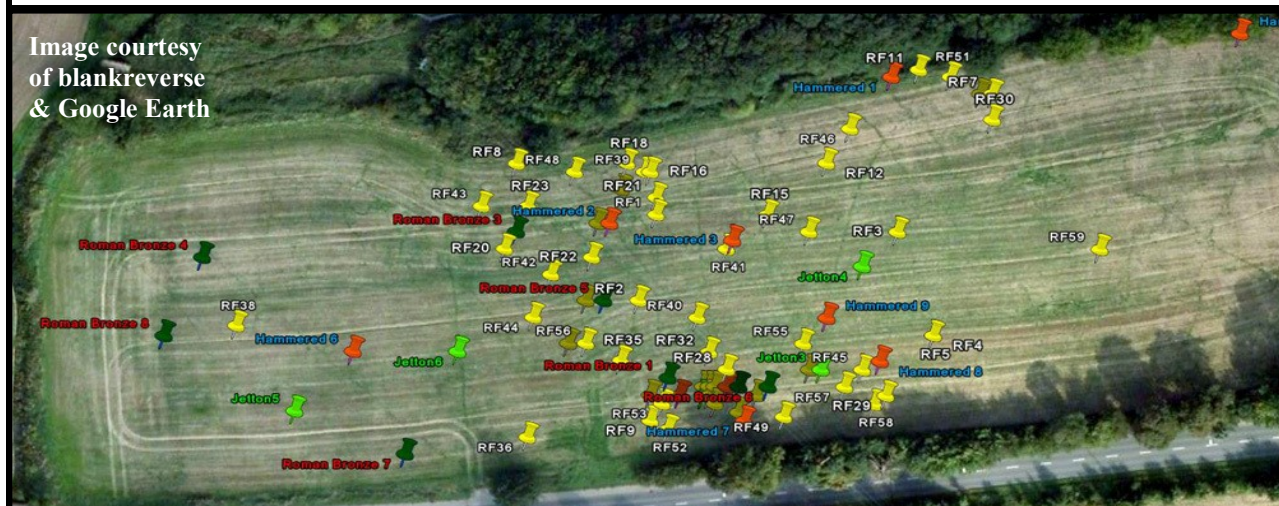 Image courtesy
of blankreverse
& Google Earth
RF11
RF51
Hammered 1
RF7
RF30
RF46
RF12
RF18
RF8
RF48
RF39
RF16
RF43
RF23
RF21
RF1
Hammered 2
RF15
RF47
Roman Bronze 3
Hammered 3
RF3
RF59
Roman Bronze 4
RF20
RF42
RF22
RF41
Jetton4
Roman Bronze 5
RF2
RF40
RF38
Hammered 9
Roman Bronze 8
Hammered 6
RF44
RF56
RF35
RF32
RF55
RF4
RF5
Jetton6
RF28
Jetton3
RF45
Roman Bronze 1
Hammered 8
Jetton5
RF57
RF29
RF53
RF49
RF58
RF9
Hammered 7
RF36
RF52
Roman Bronze 7